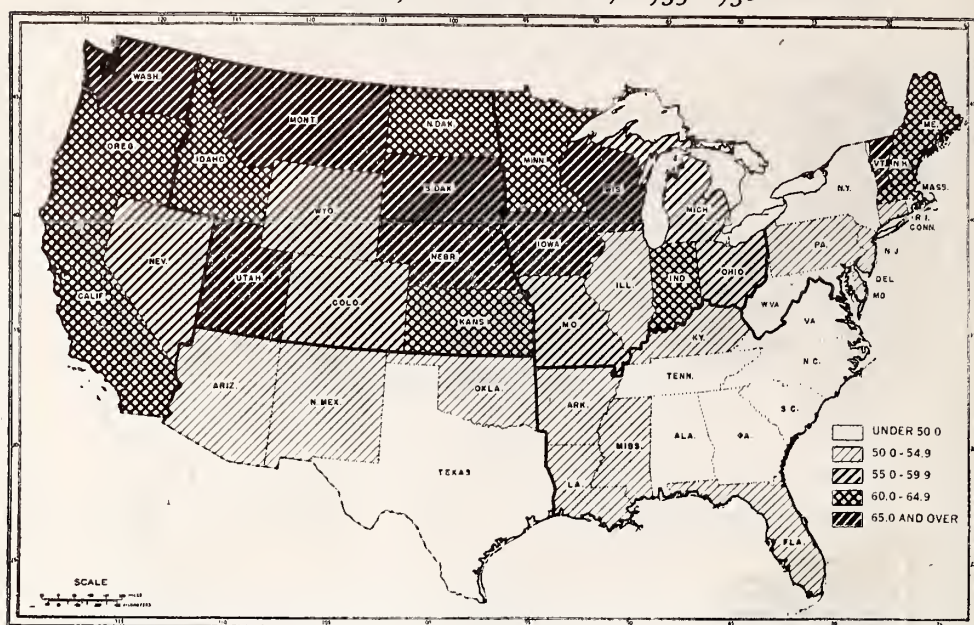 WASH.
MONT.
N.DAK.
MINN.
ME.
OREG.
IDAHO
S.DAK.
WIS.
VT.
N.H.
N.Y.
WYO.
MICH.
MASS.
R.I.
CONN.
NEV.
NEBR.
IOWA
PA.
N J
UTAH
ILL.
IND.
OHIO
DEL
MD
CALIF.
COLO.
KANS.
MO.
W.VA
VA
KY.
N.C.
ARIZ.
N.MEX.
OKLA.
ARK.
TENN.
S.C.
TEXAS
LA.
MISS.
ALA.
GA.
FLA.
UNDER 50.0
50.0-54.9
55.0-59.9
60.0-64.9
65.0 AND OVER
SCALE